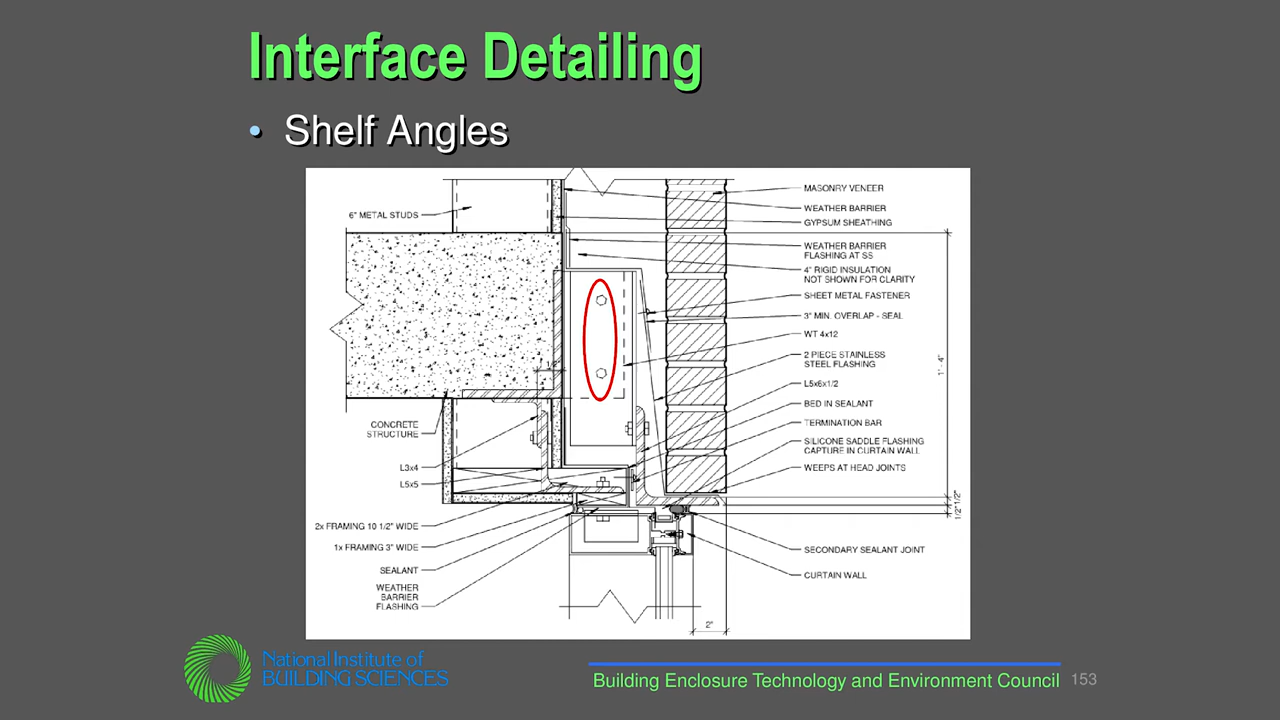 Interface Detailing
• Shelf Angles
6" METAL STUDS
CONCRETE
STRUCTURE
L3x4
L5x5
2x FRAMING 10 1/2" WIDE
1x FRAMING 3" WIDE
SEALANT
WEATHER
BARRIER
FLASHING
MASONRY VENEER
WEATHER BARRIER
GYPSUM SHEATHING
WEATHER BARRIER
FLASHING AT SS
4" RIGID INSULATION
NOT SHOWN FOR CLARITY
SHEET METAL FASTENER
3" MIN. OVERLAP - SEAL
WT 4x12
2 PIECE STAINLESS
STEEL FLASHING
L5x6x1/2
BED IN SEALANT
TERMINATION BAR
SILICONE SADDLE FLASHING
CAPTURE IN CURTAIN WALL
WEEPS AT HEAD JOINTS
SECONDARY SEALANT JOINT
CURTAIN WALL
1'-4"
1/2"
1/2"
2"
National Institute of
BUILDING SCIENCES
Building Enclosure Technology and Environment Council
153